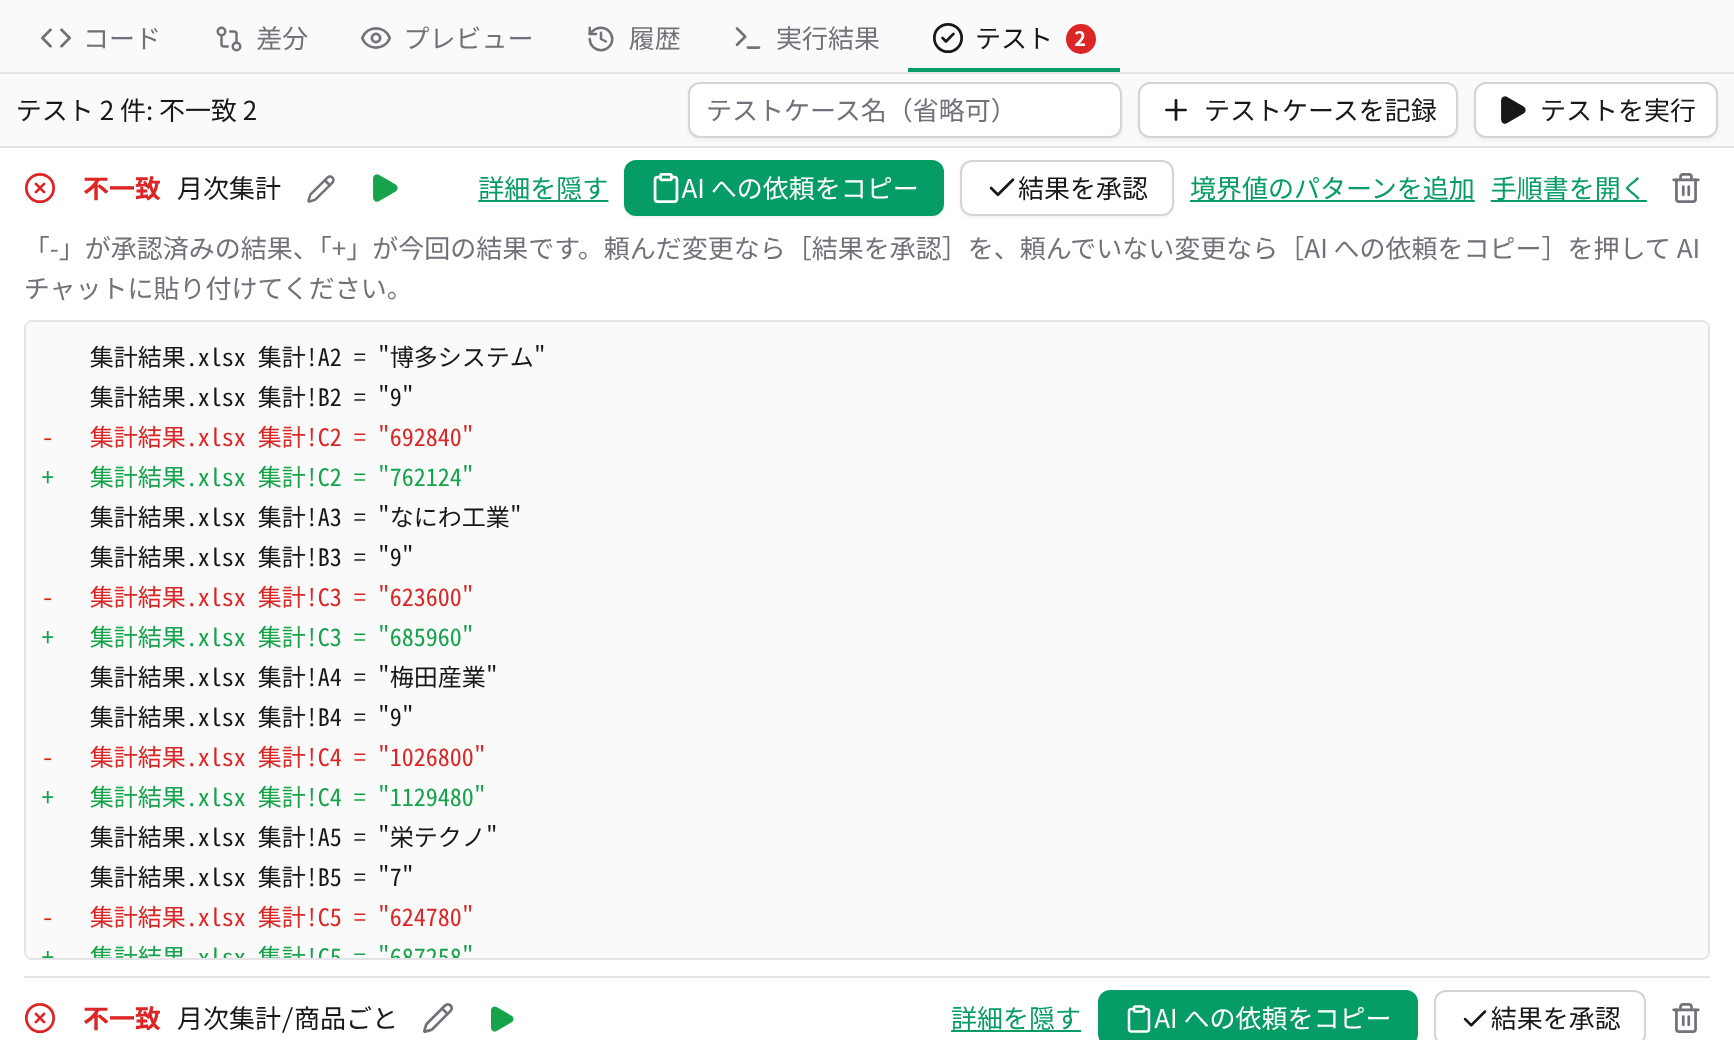 コード 差分 プレビュー 履歴 実行結果 テスト 2
テスト 2 件: 不一致 2 テストケース名（省略可） テストケースを記録 テストを実行
不一致 月次集計 詳細を隠す AI への依頼をコピー 結果を承認 境界値のパターンを追加 手順書を開く
「-」が承認済みの結果、「+」が今回の結果です。頼んだ変更なら［結果を承認］を、頼んでいない変更なら［AI への依頼をコピー］を押して AI
チャットに貼り付けてください。
集計結果.xlsx 集計!A2 = "博多システム"
集計結果.xlsx 集計!B2 = "9"
- 集計結果.xlsx 集計!C2 = "692840"
+ 集計結果.xlsx 集計!C2 = "762124"
集計結果.xlsx 集計!A3 = "なにわ工業"
集計結果.xlsx 集計!B3 = "9"
- 集計結果.xlsx 集計!C3 = "623600"
+ 集計結果.xlsx 集計!C3 = "685960"
集計結果.xlsx 集計!A4 = "梅田産業"
集計結果.xlsx 集計!B4 = "9"
- 集計結果.xlsx 集計!C4 = "1026800"
+ 集計結果.xlsx 集計!C4 = "1129480"
集計結果.xlsx 集計!A5 = "栄テクノ"
集計結果.xlsx 集計!B5 = "7"
- 集計結果.xlsx 集計!C5 = "624780"
+ 集計結果.xlsx 集計!C5 = "687258"
不一致 月次集計/商品ごと 詳細を隠す AI への依頼をコピー 結果を承認